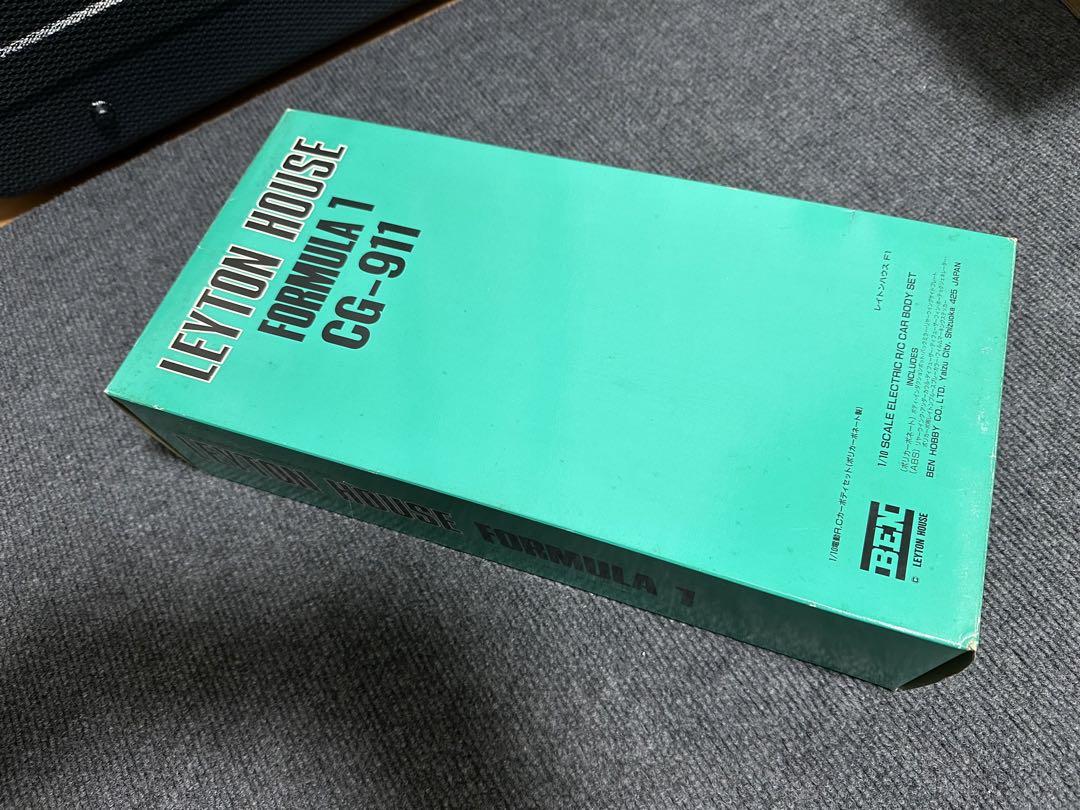 LEYTON HOUSE
FORMULA 1
CG-911
レイトンハウス F1
1/10電動R.Cカーボディセット(ポリカーボネート製)
1/10 SCALE ELECTRIC R/C CAR BODY SET
INCLUDES
BEN HOBBY CO., LTD. Yaizu City, Shizuoka 425 JAPAN
BEN
© LEYTON HOUSE
LEYTON HOUSE FORMULA 1